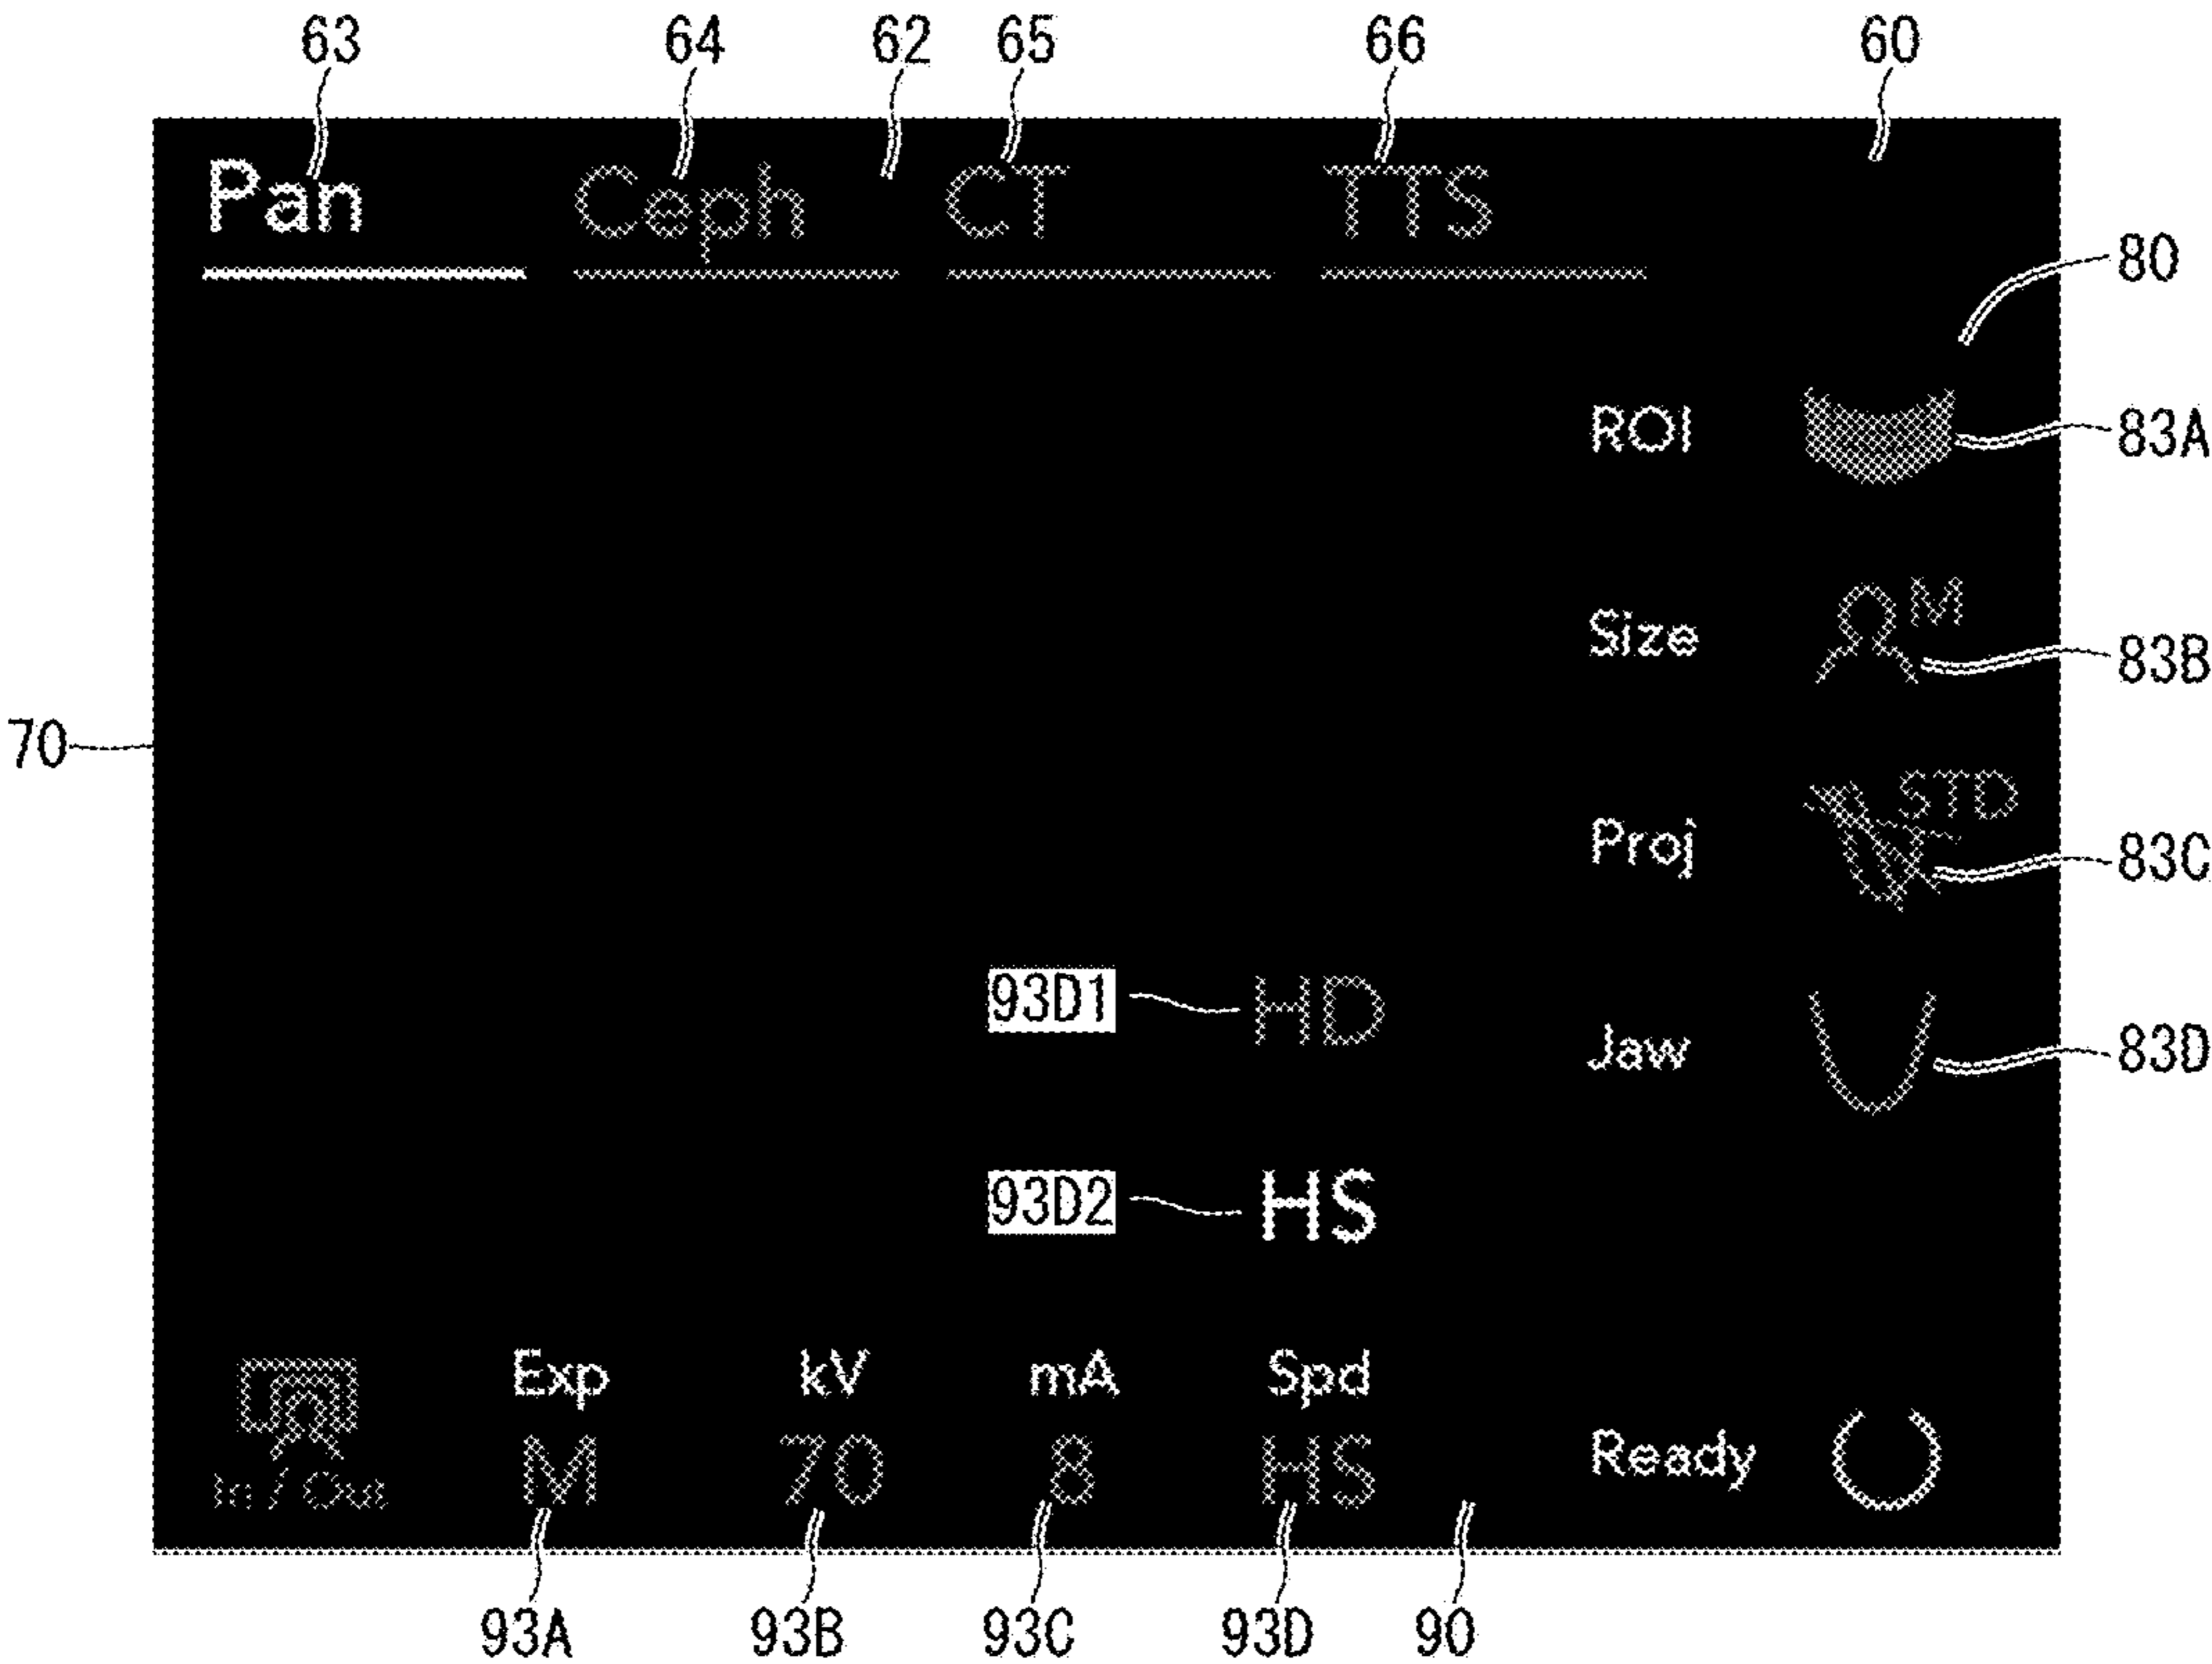 63 64 62 65 66 60
Pan Ceph CT TTS
80
ROI 83A
M
Size 83B
70
STD
Proj 83C
93D1 HD
Jaw 83D
93D2 HS
Exp kV mA Spd
M 70 8 HS Ready
In / Out
93A 93B 93C 93D 90